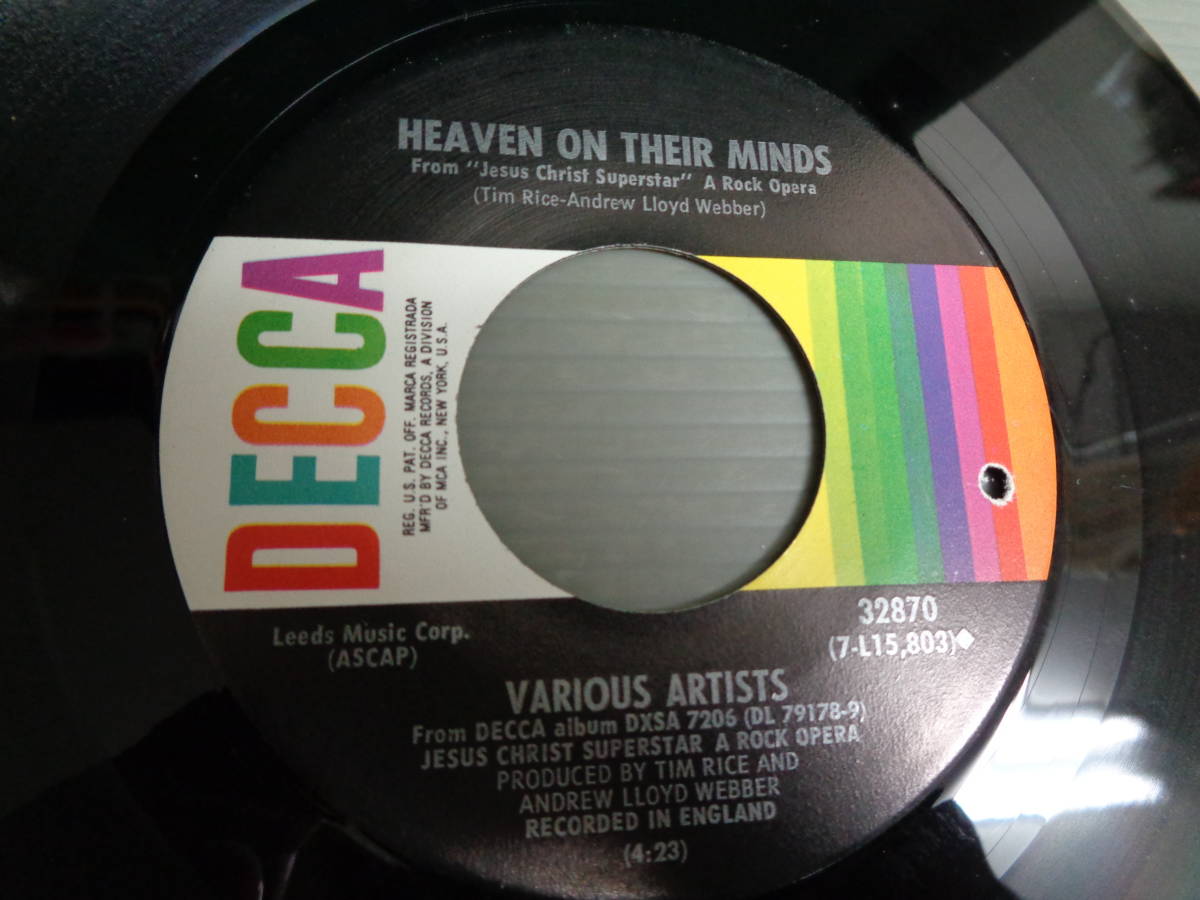 HEAVEN ON THEIR MINDS
From "Jesus Christ Superstar" A Rock Opera
(Tim Rice-Andrew Lloyd Webber)
DECCA
REG. U.S. PAT. OFF. MARCA REGISTRADA
MFR'D BY DECCA RECORDS, A DIVISION
OF MCA INC., NEW YORK, U.S.A.
Leeds Music Corp.
(ASCAP)
32870
(7-L15,803)◆
VARIOUS ARTISTS
From DECCA album DXSA 7206 (DL 79178-9)
JESUS CHRIST SUPERSTAR A ROCK OPERA
PRODUCED BY TIM RICE AND
ANDREW LLOYD WEBBER
RECORDED IN ENGLAND
(4:23)